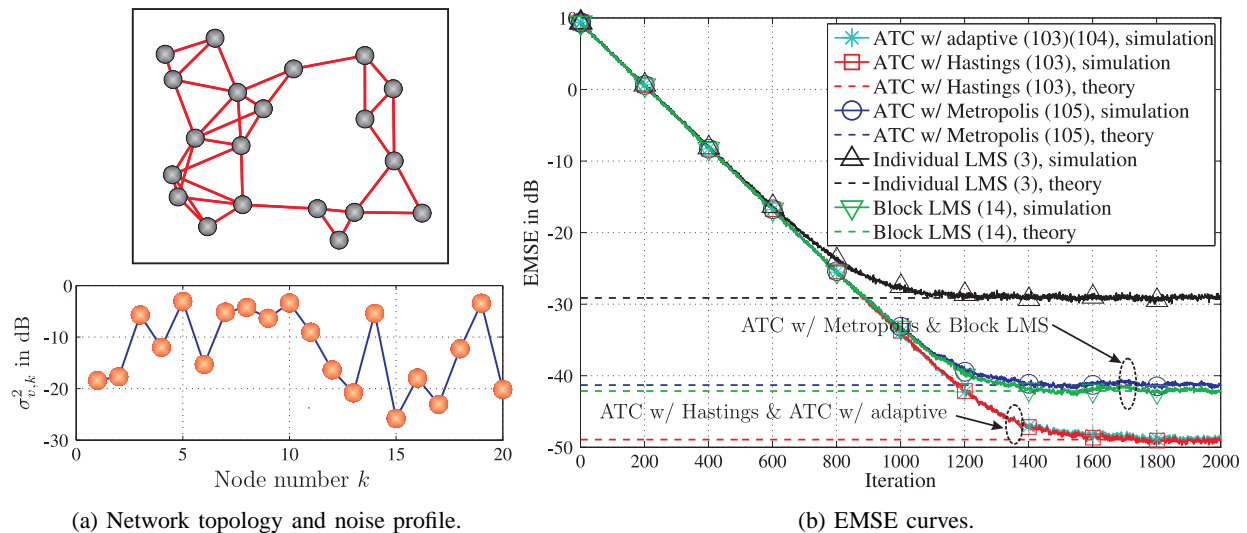 0
-10
-20
-30
σ²v,k in dB
0
5
10
15
20
Node number k
(a) Network topology and noise profile.
10
0
-10
-20
-30
-40
-50
EMSE in dB
ATC w/ adaptive (103)(104), simulation
ATC w/ Hastings (103), simulation
ATC w/ Hastings (103), theory
ATC w/ Metropolis (105), simulation
ATC w/ Metropolis (105), theory
Individual LMS (3), simulation
Individual LMS (3), theory
Block LMS (14), simulation
Block LMS (14), theory
ATC w/ Metropolis & Block LMS
ATC w/ Hastings & ATC w/ adaptive
0
200
400
600
800
1000
1200
1400
1600
1800
2000
Iteration
(b) EMSE curves.